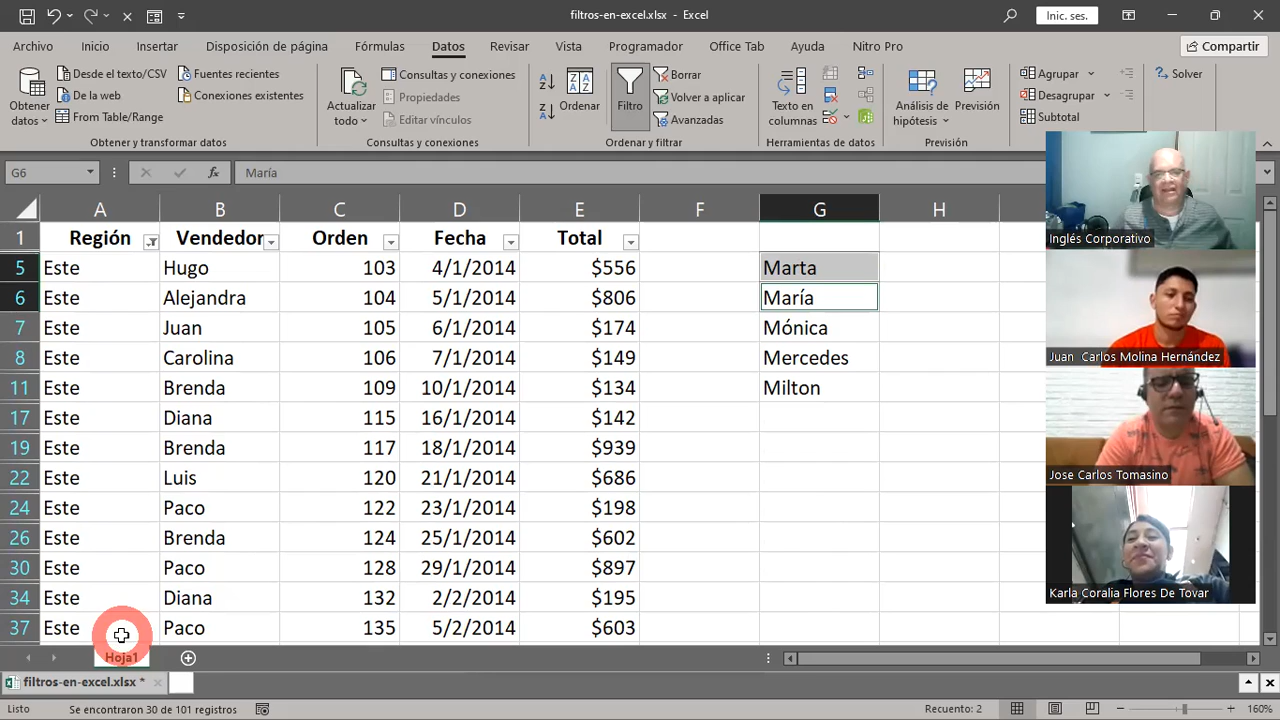 filtros-en-excel.xlsx - Excel
Inic. ses.
Archivo Inicio Insertar Disposición de página Fórmulas Datos Revisar Vista Programador Office Tab Ayuda Nitro Pro Compartir
Obtener datos
Desde el texto/CSV
De la web
From Table/Range
Fuentes recientes
Conexiones existentes
Obtener y transformar datos
Actualizar todo
Consultas y conexiones
Propiedades
Editar vínculos
Consultas y conexiones
Ordenar
Filtro
Borrar
Volver a aplicar
Avanzadas
Ordenar y filtrar
Texto en columnas
Herramientas de datos
Análisis de hipótesis
Previsión
Previsión
Agrupar
Desagrupar
Subtotal
Solver
G6 fx María
A B C D E F G H
1 Región Vendedor Orden Fecha Total
5 Este Hugo 103 4/1/2014 $556 Marta
6 Este Alejandra 104 5/1/2014 $806 María
7 Este Juan 105 6/1/2014 $174 Mónica
8 Este Carolina 106 7/1/2014 $149 Mercedes
11 Este Brenda 109 10/1/2014 $134 Milton
17 Este Diana 115 16/1/2014 $142
19 Este Brenda 117 18/1/2014 $939
22 Este Luis 120 21/1/2014 $686
24 Este Paco 122 23/1/2014 $198
26 Este Brenda 124 25/1/2014 $602
30 Este Paco 128 29/1/2014 $897
34 Este Diana 132 2/2/2014 $195
37 Este Paco 135 5/2/2014 $603
Inglés Corporativo
Juan Carlos Molina Hernández
Jose Carlos Tomasino
Karla Coralia Flores De Tovar
Hoja1
filtros-en-excel.xlsx *
Listo Se encontraron 30 de 101 registros Recuento: 2 160%